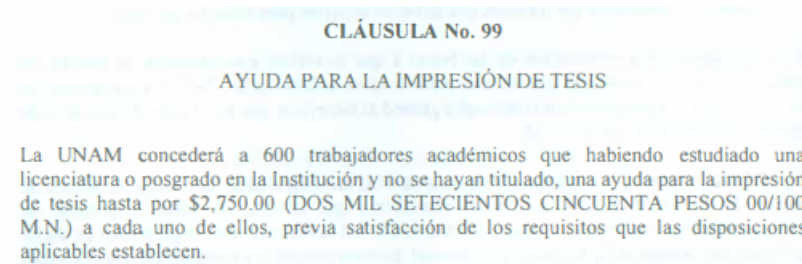 CLÁUSULA No. 99
AYUDA PARA LA IMPRESIÓN DE TESIS
La UNAM concederá a 600 trabajadores académicos que habiendo estudiado una
licenciatura o posgrado en la Institución y no se hayan titulado, una ayuda para la impresión
de tesis hasta por $2,750.00 (DOS MIL SETECIENTOS CINCUENTA PESOS 00/100
M.N.) a cada uno de ellos, previa satisfacción de los requisitos que las disposiciones
aplicables establecen.